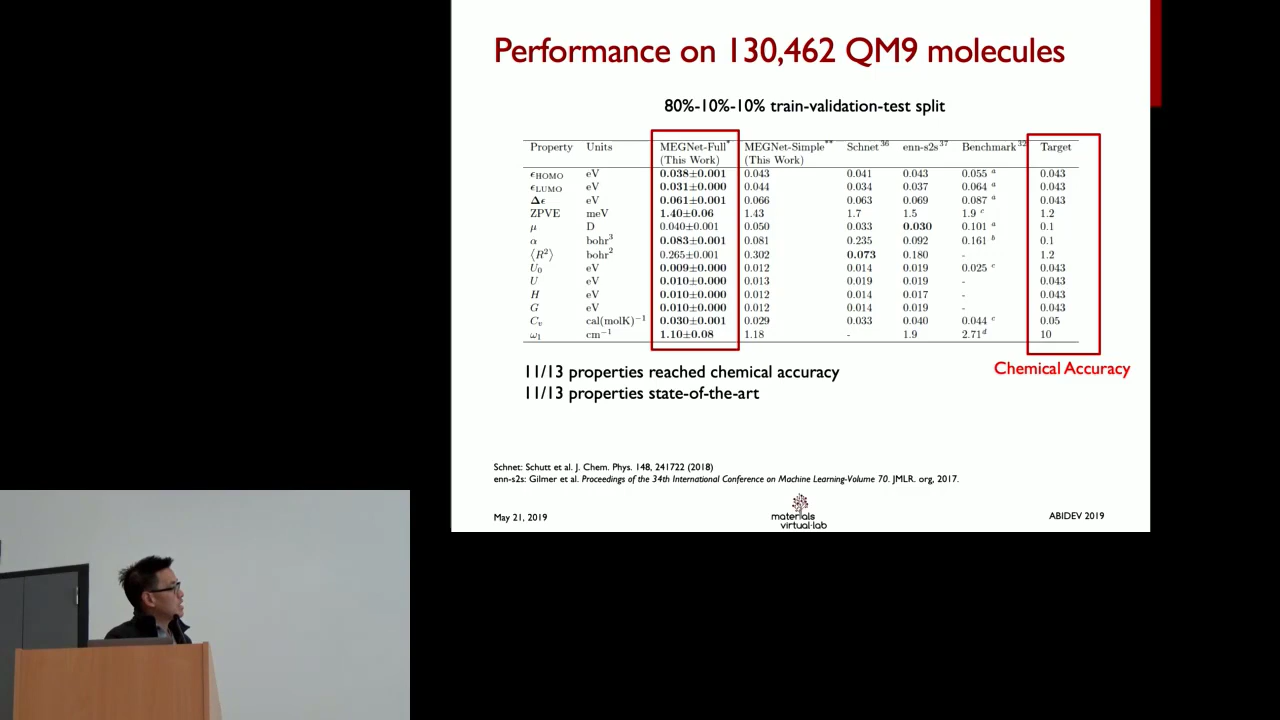 Performance on 130,462 QM9 molecules
80%-10%-10% train-validation-test split
Property Units MEGNet-Full* MEGNet-Simple** Schnet 36 enn-s2s 37 Benchmark 32 Target
(This Work) (This Work)
ϵHOMO eV 0.038±0.001 0.043 0.041 0.043 0.055 a 0.043
ϵLUMO eV 0.031±0.000 0.044 0.034 0.037 0.064 a 0.043
Δϵ eV 0.061±0.001 0.066 0.063 0.069 0.087 a 0.043
ZPVE meV 1.40±0.06 1.43 1.7 1.5 1.9 c 1.2
μ D 0.040±0.001 0.050 0.033 0.030 0.101 a 0.1
α bohr3 0.083±0.001 0.081 0.235 0.092 0.161 b 0.1
⟨R2⟩ bohr2 0.265±0.001 0.302 0.073 0.180 - 1.2
U0 eV 0.009±0.000 0.012 0.014 0.019 0.025 c 0.043
U eV 0.010±0.000 0.013 0.019 0.019 - 0.043
H eV 0.010±0.000 0.012 0.014 0.017 - 0.043
G eV 0.010±0.000 0.012 0.014 0.019 - 0.043
Cv cal(molK)−1 0.030±0.001 0.029 0.033 0.040 0.044 c 0.05
ω1 cm−1 1.10±0.08 1.18 - 1.9 2.71d 10
11/13 properties reached chemical accuracy
Chemical Accuracy
11/13 properties state-of-the-art
Schnet: Schutt et al. J. Chem. Phys. 148, 241722 (2018)
enn-s2s: Gilmer et al. Proceedings of the 34th International Conference on Machine Learning-Volume 70. JMLR. org, 2017.
May 21, 2019
materials
virtual·lab
ABIDEV 2019